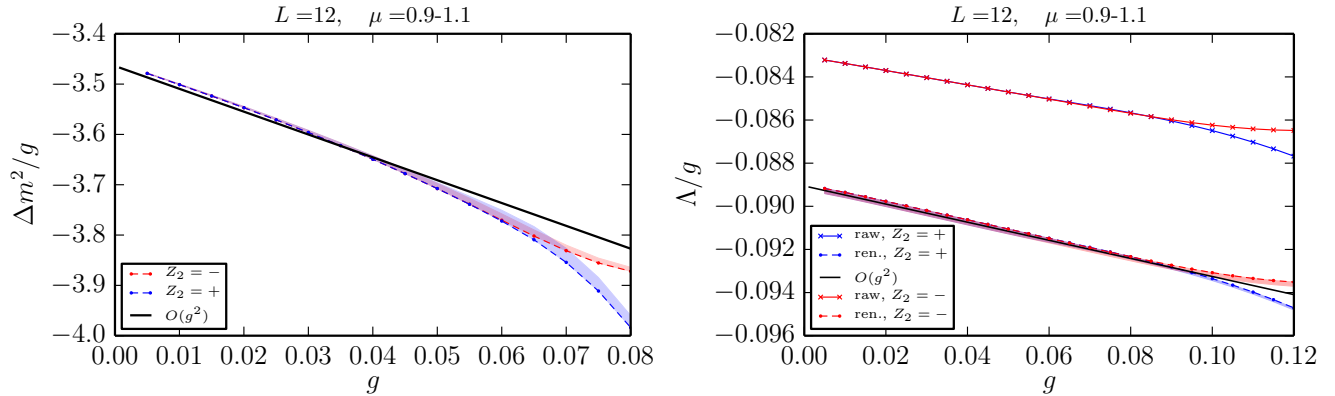 L = 12, μ = 0.9-1.1
−3.4
−3.5
−3.6
−3.7
−3.8
−3.9
−4.0
Δm²/g
Z₂ = −
Z₂ = +
O(g²)
0.00 0.01 0.02 0.03 0.04 0.05 0.06 0.07 0.08
g
L = 12, μ = 0.9-1.1
−0.082
−0.084
−0.086
−0.088
−0.090
−0.092
−0.094
−0.096
Λ/g
raw, Z₂ = +
ren., Z₂ = +
O(g²)
raw, Z₂ = −
ren., Z₂ = −
0.00 0.02 0.04 0.06 0.08 0.10 0.12
g